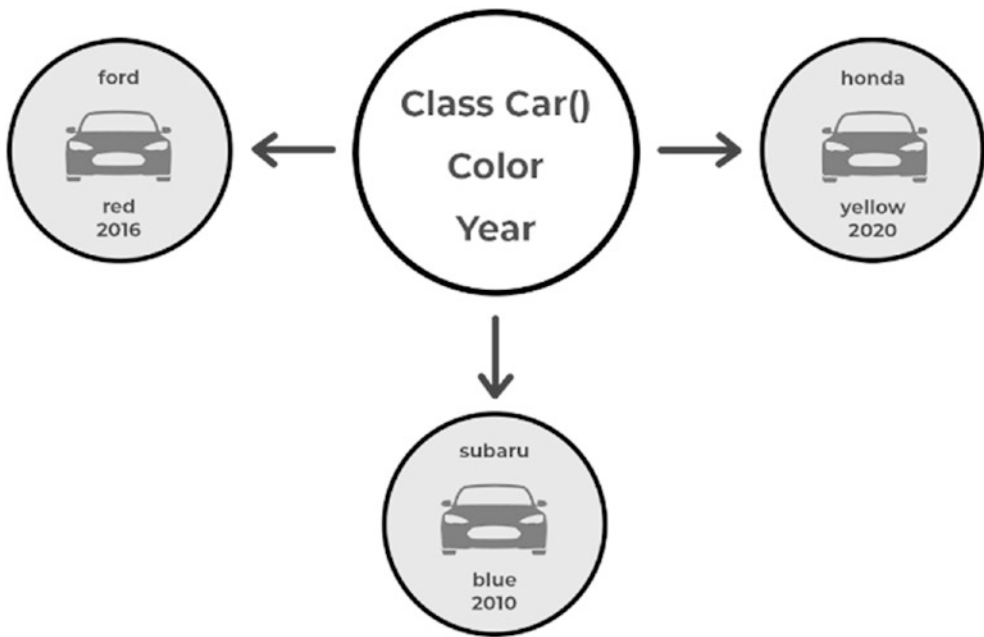 ford
red
2016
Class Car()
Color
Year
honda
yellow
2020
subaru
blue
2010